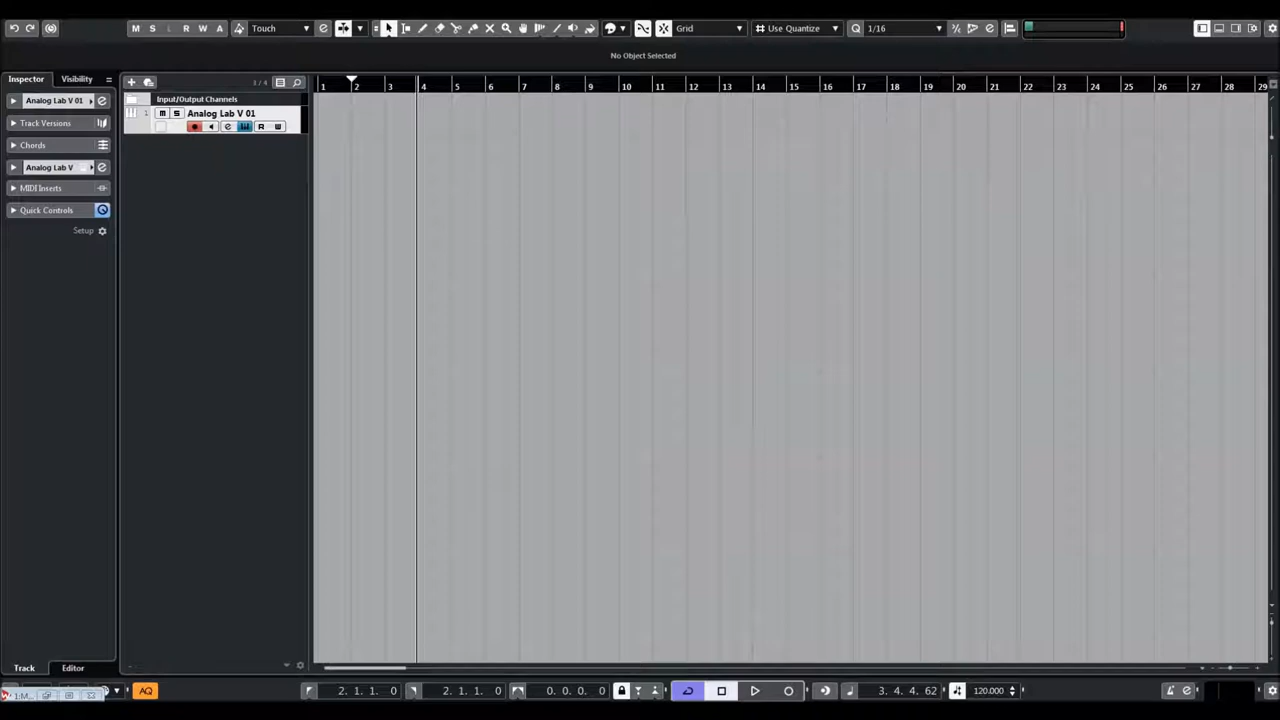 M S L R W A Touch Grid Use Quantize Q 1/16
No Object Selected
Inspector Visibility 3 / 4 1 2 3 4 5 6 7 8 9 10 11 12 13 14 15 16 17 18 19 20 21 22 23 24 25 26 27 28 29
Input/Output Channels
Analog Lab V 01 e
1 m S Analog Lab V 01
Track Versions
e R W
Chords
Analog Lab V e
MIDI Inserts
Quick Controls
Setup
Track Editor
1:M... AQ 2. 1. 1. 0 2. 1. 1. 0 0. 0. 0. 0 3. 4. 4. 62 120.000